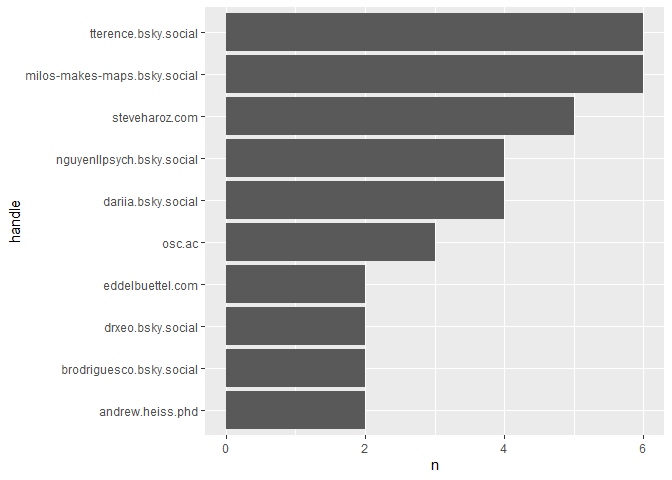 tterence.bsky.social
milos-makes-maps.bsky.social
steveharoz.com
nguyenllpsych.bsky.social
dariia.bsky.social
osc.ac
eddelbuettel.com
drxeo.bsky.social
brodriguesco.bsky.social
andrew.heiss.phd
handle
0 2 4 6
n